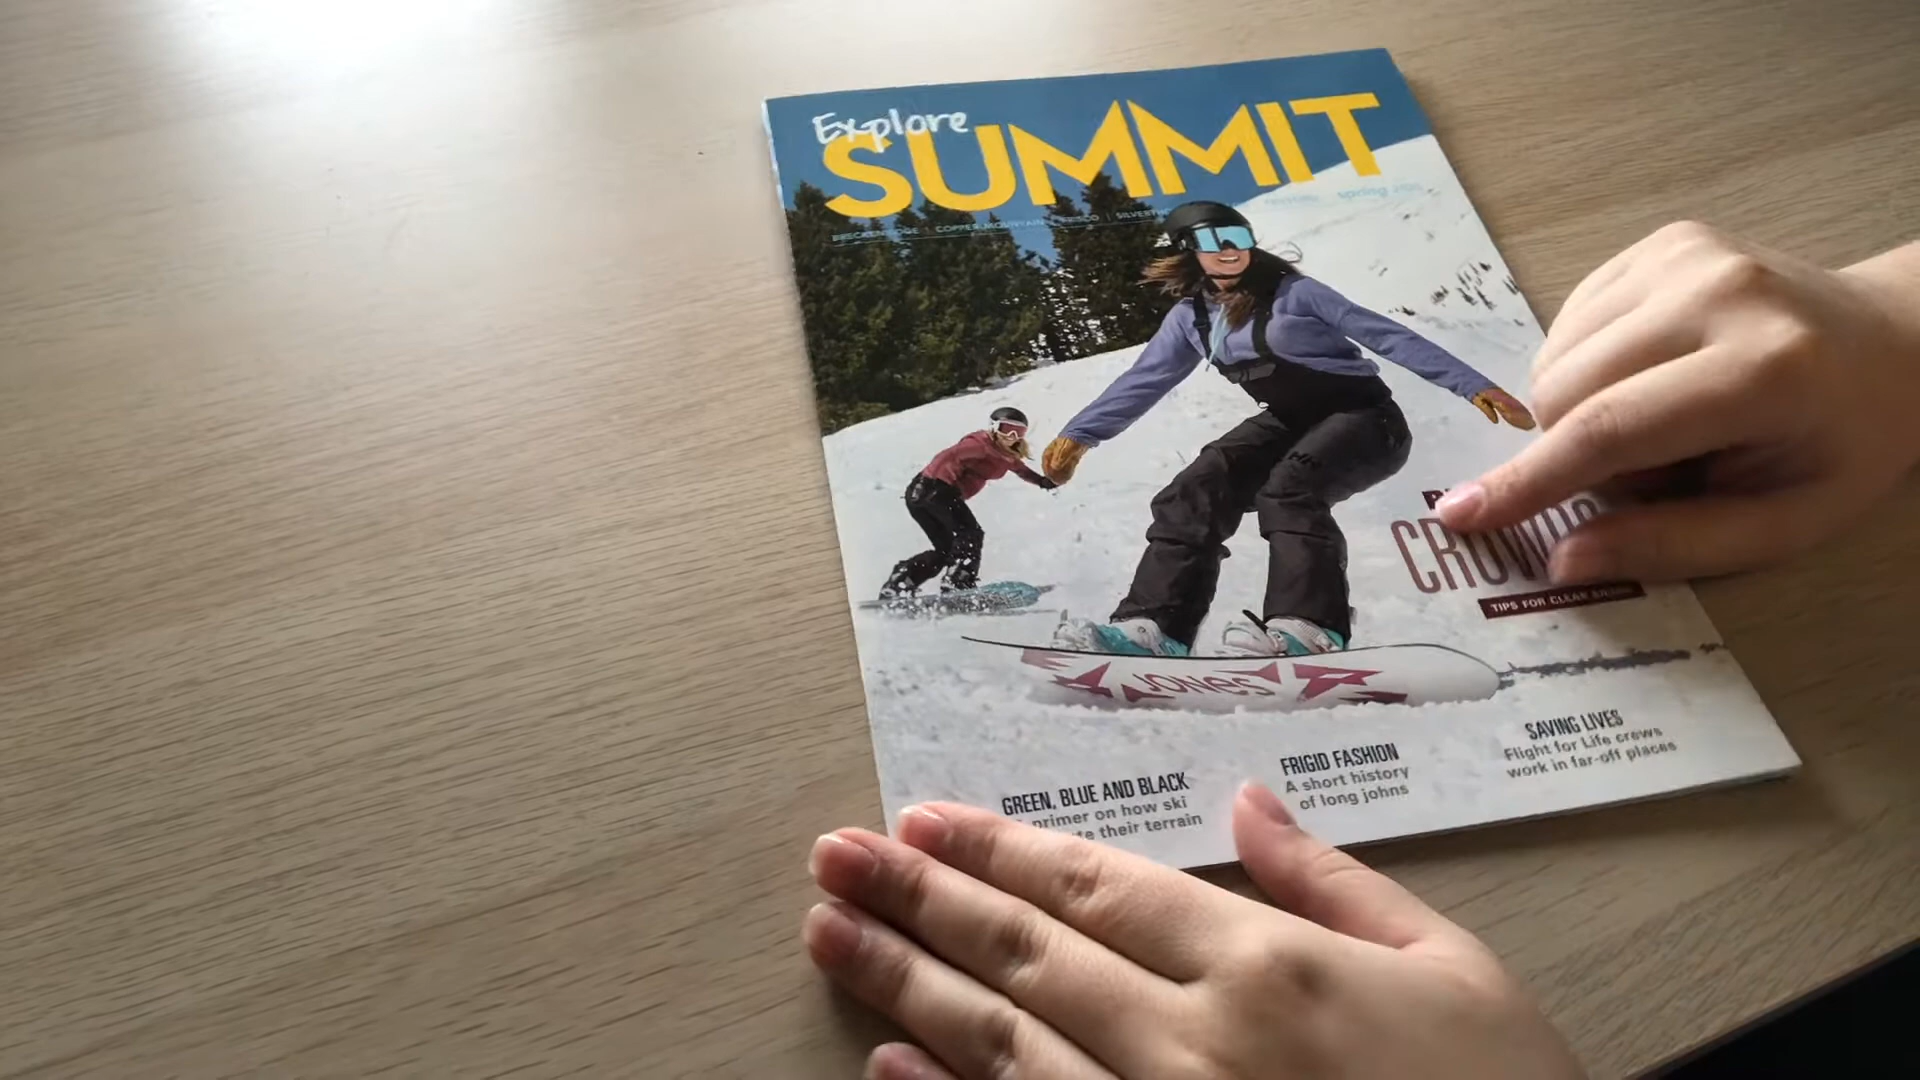 Explore
SUMMIT
BRECKENRIDGE | COPPER MOUNTAIN | FRISCO |
spring
HH
CROWDS
TIPS FOR CLEAR
JONES
SAVING LIVES
Flight for Life crews
work in far-off places
FRIGID FASHION
A short history
of long johns
GREEN, BLUE AND BLACK
primer on how ski
their terrain